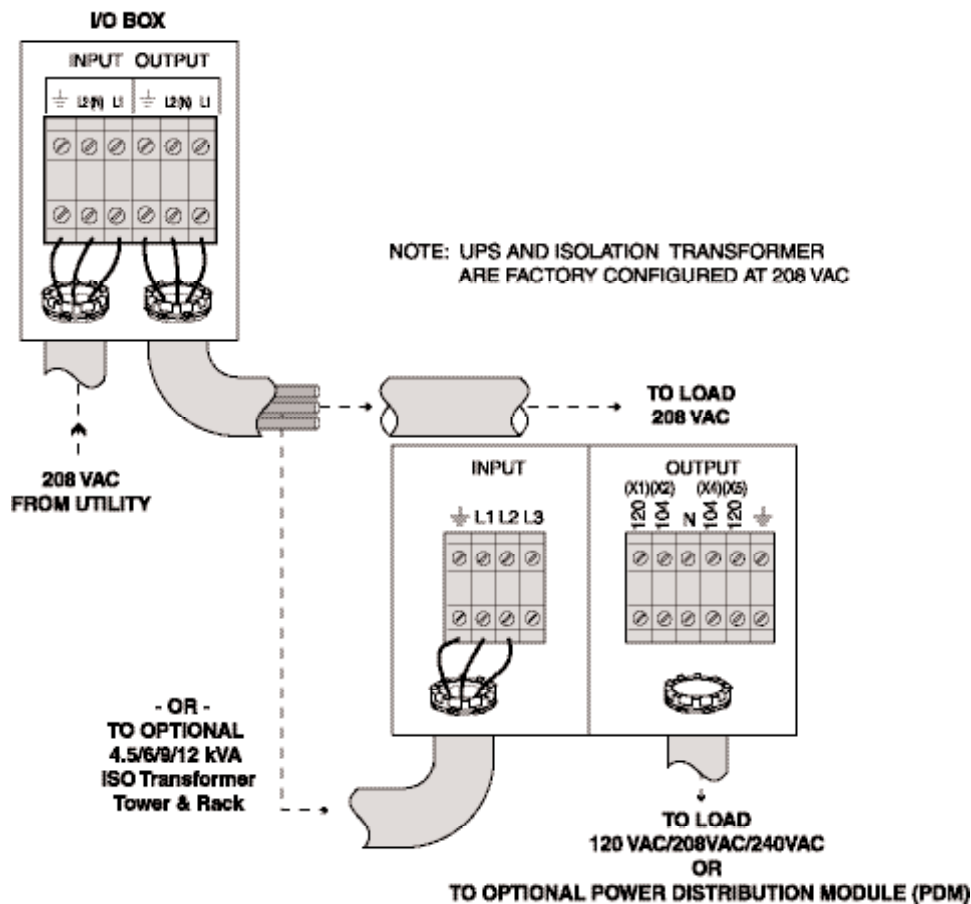 I/O BOX
INPUT OUTPUT
L2(N) L1 L2(N) L1
NOTE: UPS AND ISOLATION TRANSFORMER
ARE FACTORY CONFIGURED AT 208 VAC
TO LOAD
208 VAC
208 VAC
FROM UTILITY
INPUT
L1 L2 L3
OUTPUT
(X1)(X2) (X4)(X5)
120 104 N 104 120
- OR -
TO OPTIONAL
4.5/6/9/12 kVA
ISO Transformer
Tower & Rack
TO LOAD
120 VAC/208VAC/240VAC
OR
TO OPTIONAL POWER DISTRIBUTION MODULE (PDM)